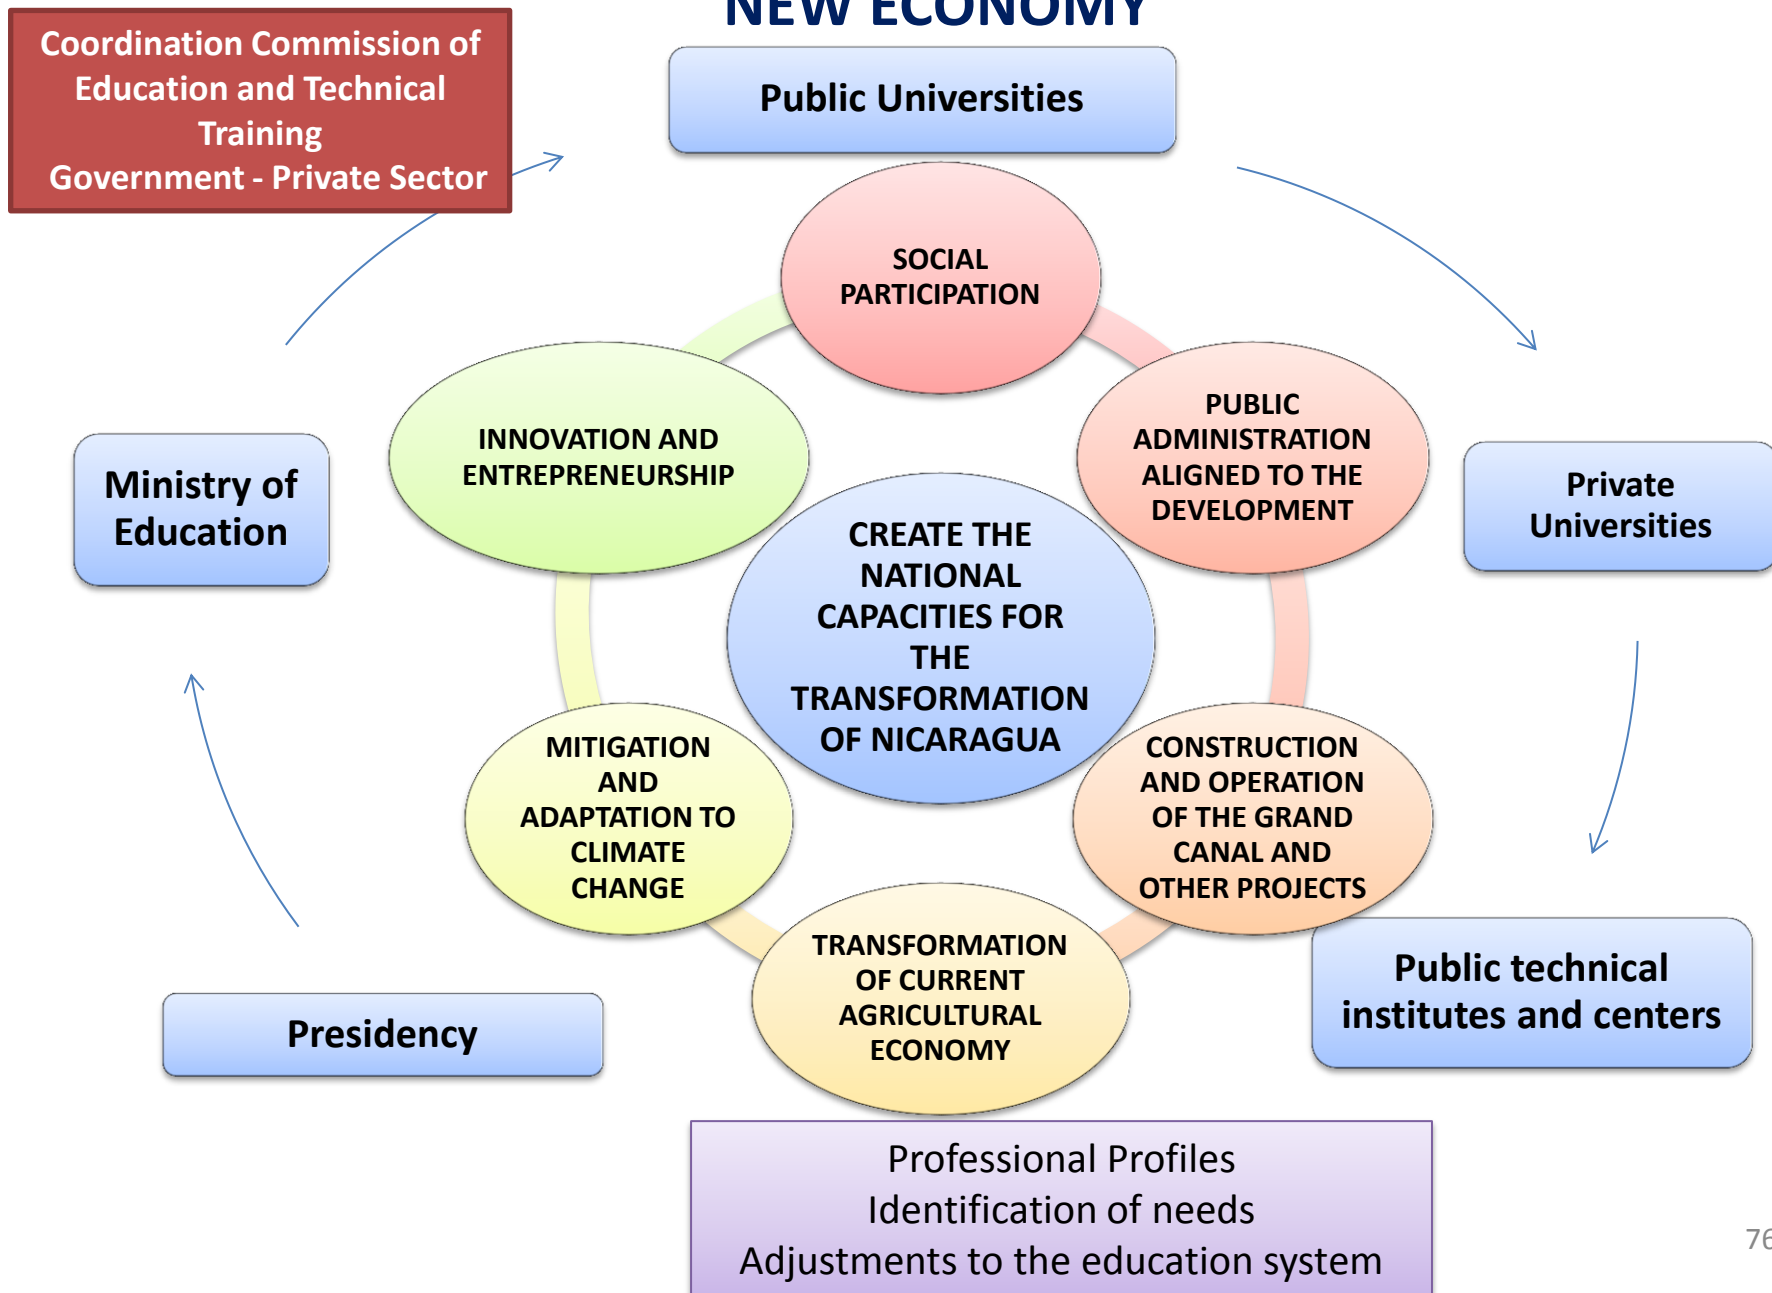 NEW ECONOMY
Coordination Commission of
Education and Technical
Training
Government - Private Sector
Public Universities
SOCIAL
PARTICIPATION
INNOVATION AND
ENTREPRENEURSHIP
PUBLIC
ADMINISTRATION
ALIGNED TO THE
DEVELOPMENT
Ministry of
Education
Private
Universities
CREATE THE
NATIONAL
CAPACITIES FOR
THE
TRANSFORMATION
OF NICARAGUA
MITIGATION
AND
ADAPTATION TO
CLIMATE
CHANGE
CONSTRUCTION
AND OPERATION
OF THE GRAND
CANAL AND
OTHER PROJECTS
TRANSFORMATION
OF CURRENT
AGRICULTURAL
ECONOMY
Public technical
institutes and centers
Presidency
Professional Profiles
Identification of needs
Adjustments to the education system
76